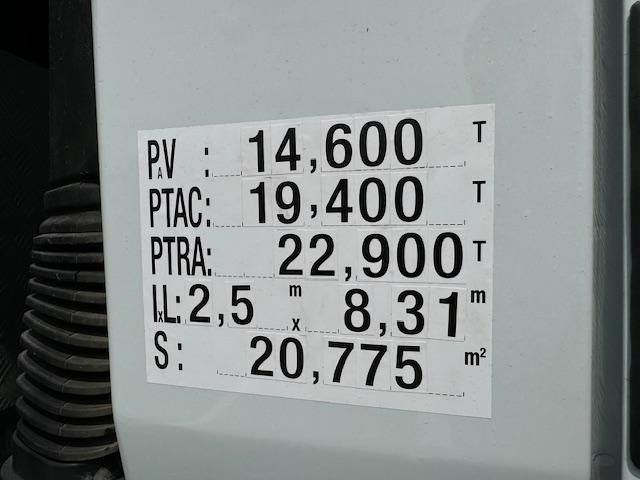 PAV : 14,600 T
PTAC: 19,400 T
PTRA: 22,900 T
lxL: 2,5 m x 8,31 m
S : 20,775 m²